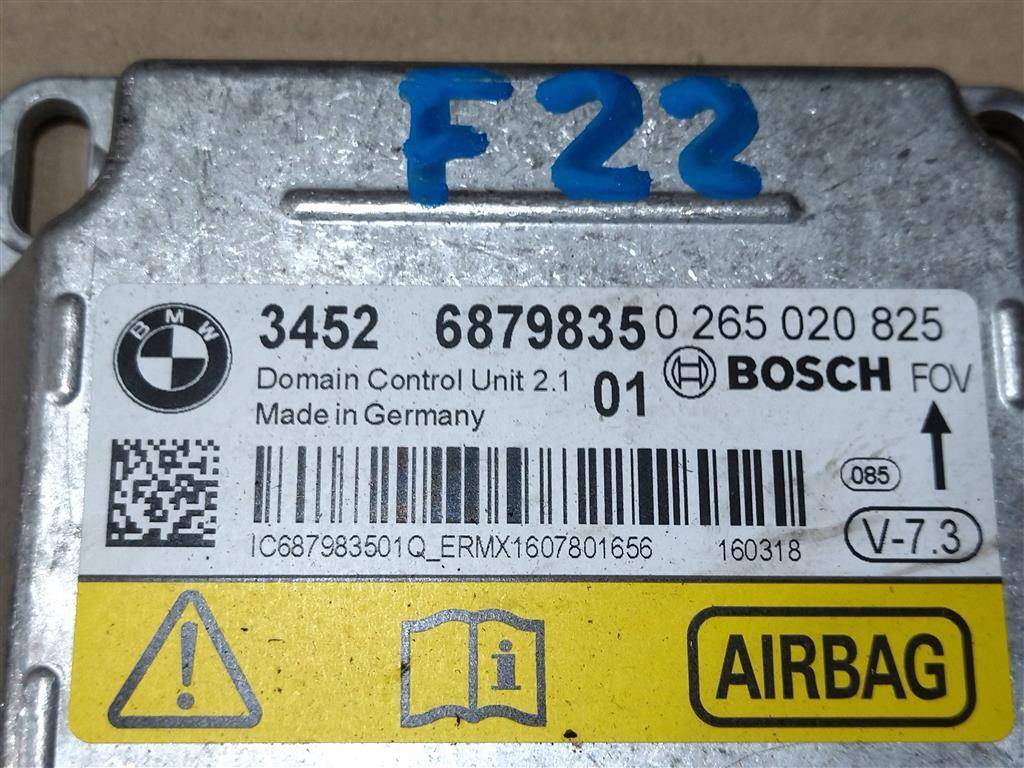 F22
BMW
3452 6879835 0 265 020 825
Domain Control Unit 2.1 01 BOSCH FOV
Made in Germany
085
V-7.3
IC687983501Q_ERMX1607801656 160318
AIRBAG